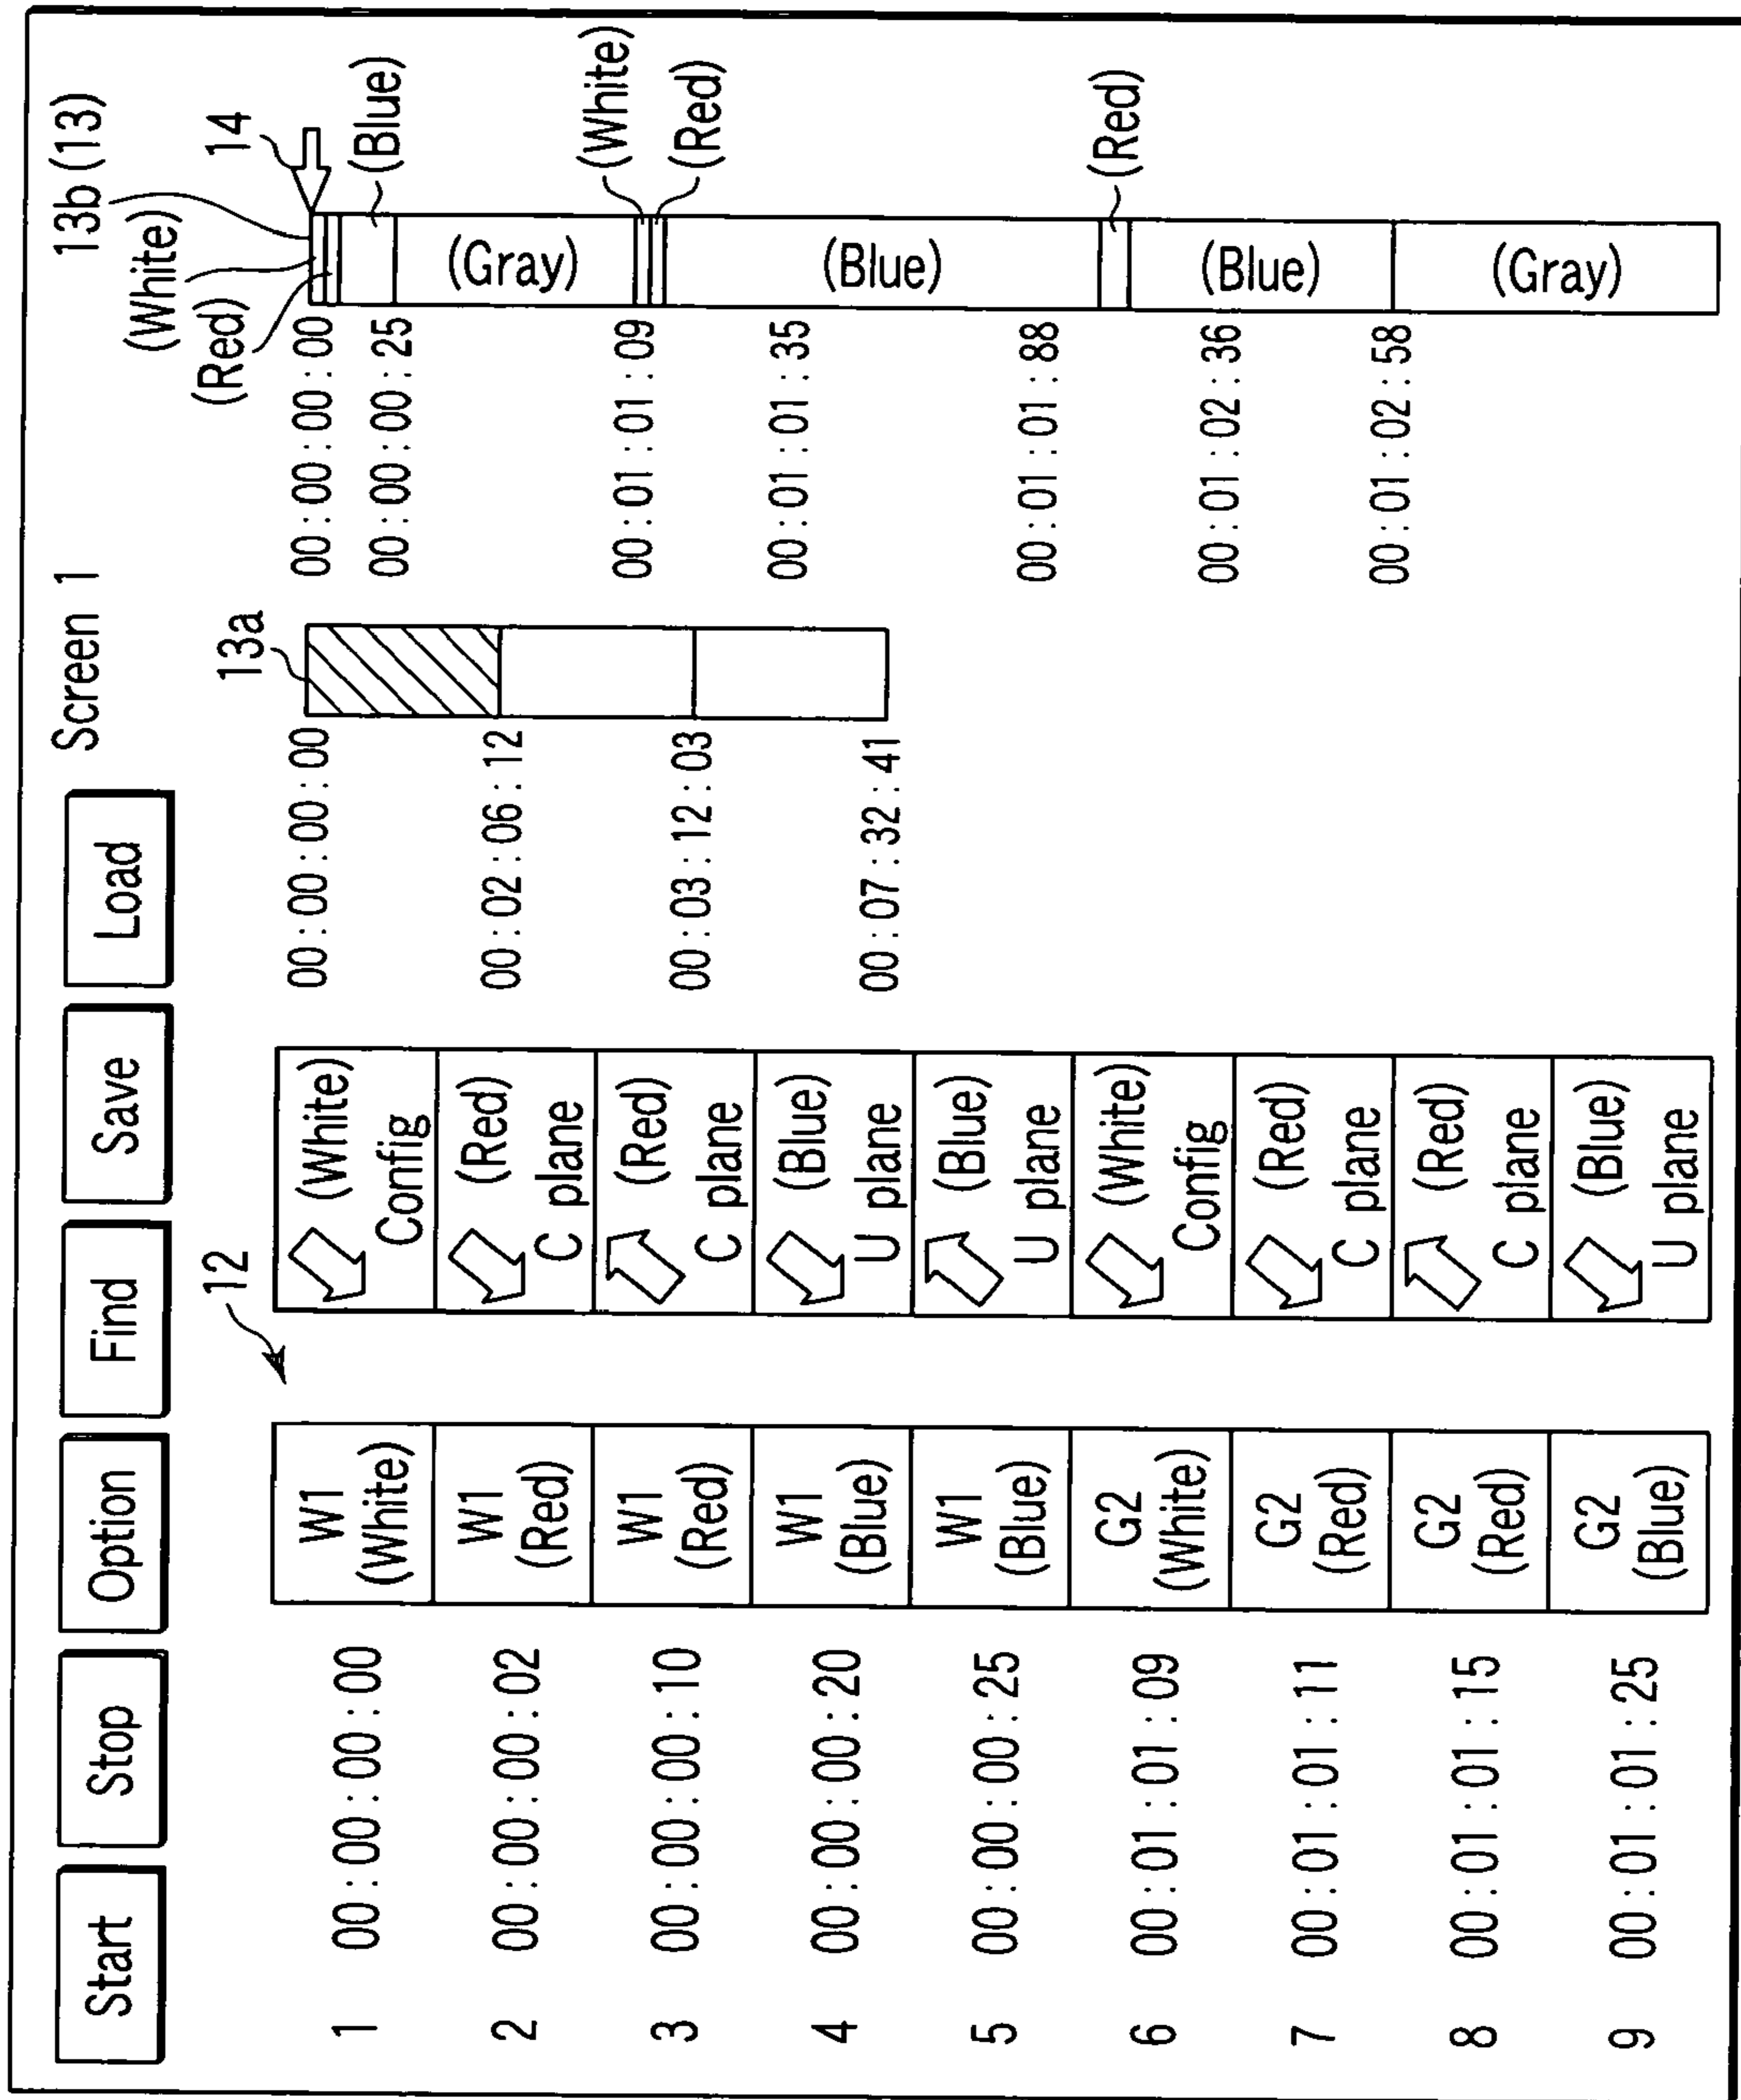 Start Stop Option Find Save Load Screen 1
12
1 00:00:00:00 W1 (White) (White) Config
2 00:00:00:02 W1 (Red) (Red) C plane
3 00:00:00:10 W1 (Red) (Red) C plane
4 00:00:00:20 W1 (Blue) (Blue) U plane
5 00:00:00:25 W1 (Blue) (Blue) U plane
6 00:01:01:09 G2 (White) (White) Config
7 00:01:01:11 G2 (Red) (Red) C plane
8 00:01:01:15 G2 (Red) (Red) C plane
9 00:01:01:25 G2 (Blue) (Blue) U plane
13a
00:00:00:00
00:02:06:12
00:03:12:03
00:07:32:41
13b (13)
(White)
(Red)
14
00:00:00:00
(Blue)
00:00:00:25
(Gray)
00:01:01:09
(White)
(Red)
00:01:01:35
(Blue)
00:01:01:88
(Red)
00:01:02:36
(Blue)
00:01:02:58
(Gray)